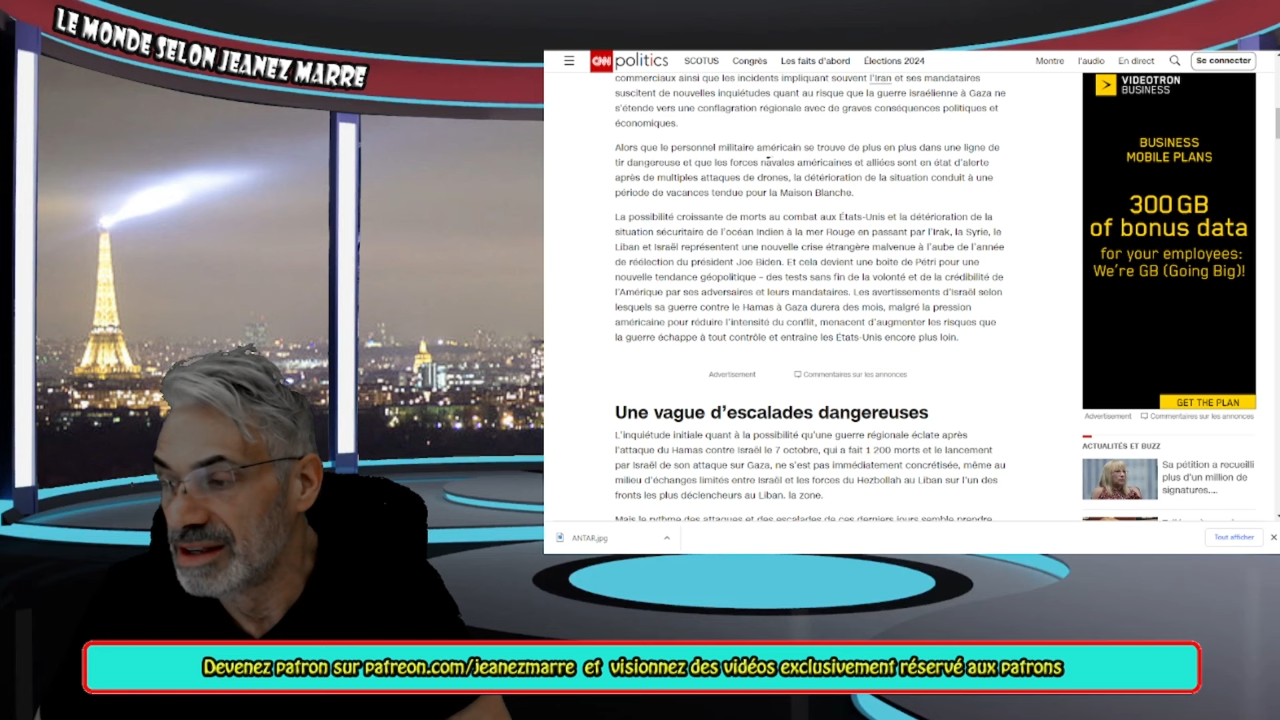 LE MONDE SELON JEANEZ MARRE
CNN politics SCOTUS Congrès Les faits d'abord Élections 2024 Montre l'audio En direct Se connecter
commerciaux ainsi que les incidents impliquant souvent l'Iran et ses mandataires
suscitent de nouvelles inquiétudes quant au risque que la guerre israélienne à Gaza ne
s'étende vers une conflagration régionale avec de graves conséquences politiques et
économiques.
Alors que le personnel militaire américain se trouve de plus en plus dans une ligne de
tir dangereuse et que les forces navales américaines et alliées sont en état d'alerte
après de multiples attaques de drones, la détérioration de la situation conduit à une
période de vacances tendue pour la Maison Blanche.
La possibilité croissante de morts au combat aux États-Unis et la détérioration de la
situation sécuritaire de l'océan Indien à la mer Rouge en passant par l'Irak, la Syrie, le
Liban et Israël représentent une nouvelle crise étrangère malvenue à l'aube de l'année
de réélection du président Joe Biden. Et cela devient une boîte de Pétri pour une
nouvelle tendance géopolitique – des tests sans fin de la volonté et de la crédibilité de
l'Amérique par ses adversaires et leurs mandataires. Les avertissements d'Israël selon
lesquels sa guerre contre le Hamas à Gaza durera des mois, malgré la pression
américaine pour réduire l'intensité du conflit, menacent d'augmenter les risques que
la guerre échappe à tout contrôle et entraîne les États-Unis encore plus loin.
Advertisement Commentaires sur les annonces
Une vague d'escalades dangereuses
L'inquiétude initiale quant à la possibilité qu'une guerre régionale éclate après
l'attaque du Hamas contre Israël le 7 octobre, qui a fait 1 200 morts et le lancement
par Israël de son attaque sur Gaza, ne s'est pas immédiatement concrétisée, même au
milieu d'échanges limités entre Israël et les forces du Hezbollah au Liban sur l'un des
fronts les plus déclencheurs au Liban. la zone.
Mais le rythme des attaques et des escalades de ces derniers jours semble prendre
VIDEOTRON
BUSINESS
BUSINESS
MOBILE PLANS
300 GB
of bonus data
for your employees:
We're GB (Going Big)!
GET THE PLAN
Advertisement Commentaires sur les annonces
ACTUALITÉS ET BUZZ
Sa pétition a recueilli
plus d'un million de
signatures....
ANTAR.jpg
Tout afficher
Devenez patron sur patreon.com/jeanezmarre et visionnez des vidéos exclusivement réservé aux patrons